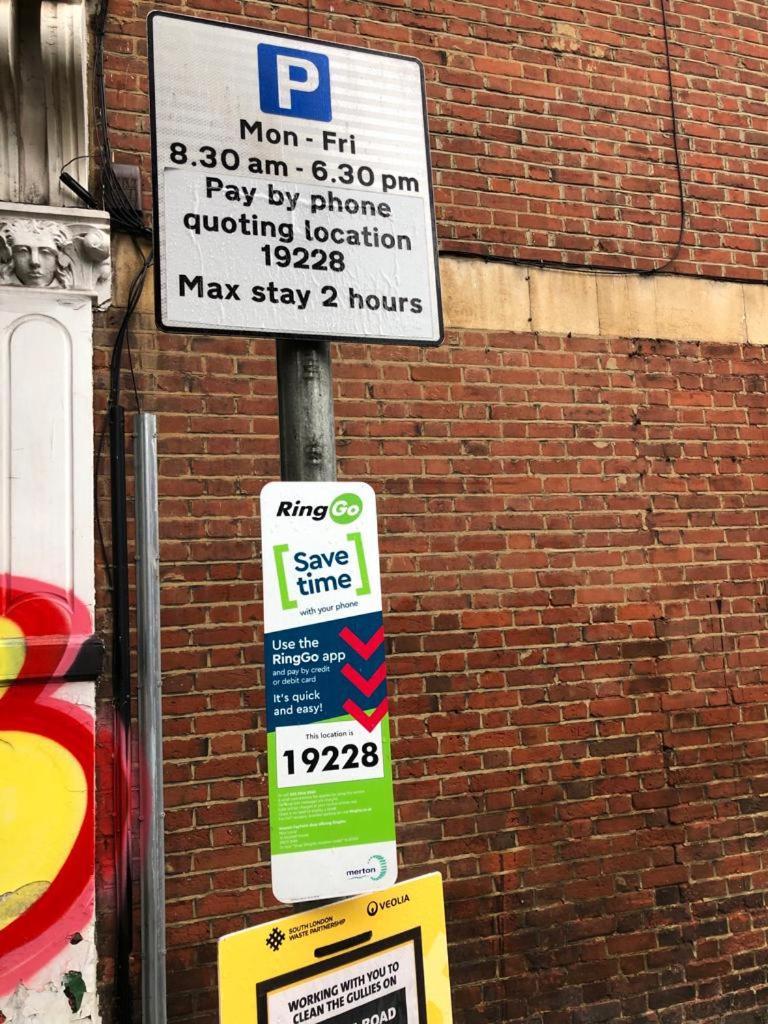 P
Mon - Fri
8.30 am - 6.30 pm
Pay by phone
quoting location
19228
Max stay 2 hours
RingGo
Save
time
with your phone
Use the
RingGo app
and pay by credit
or debit card
It's quick
and easy!
This location is
19228
merton
SOUTH LONDON
WASTE PARTNERSHIP
VEOLIA
WORKING WITH YOU TO
CLEAN THE GULLIES ON
ROAD